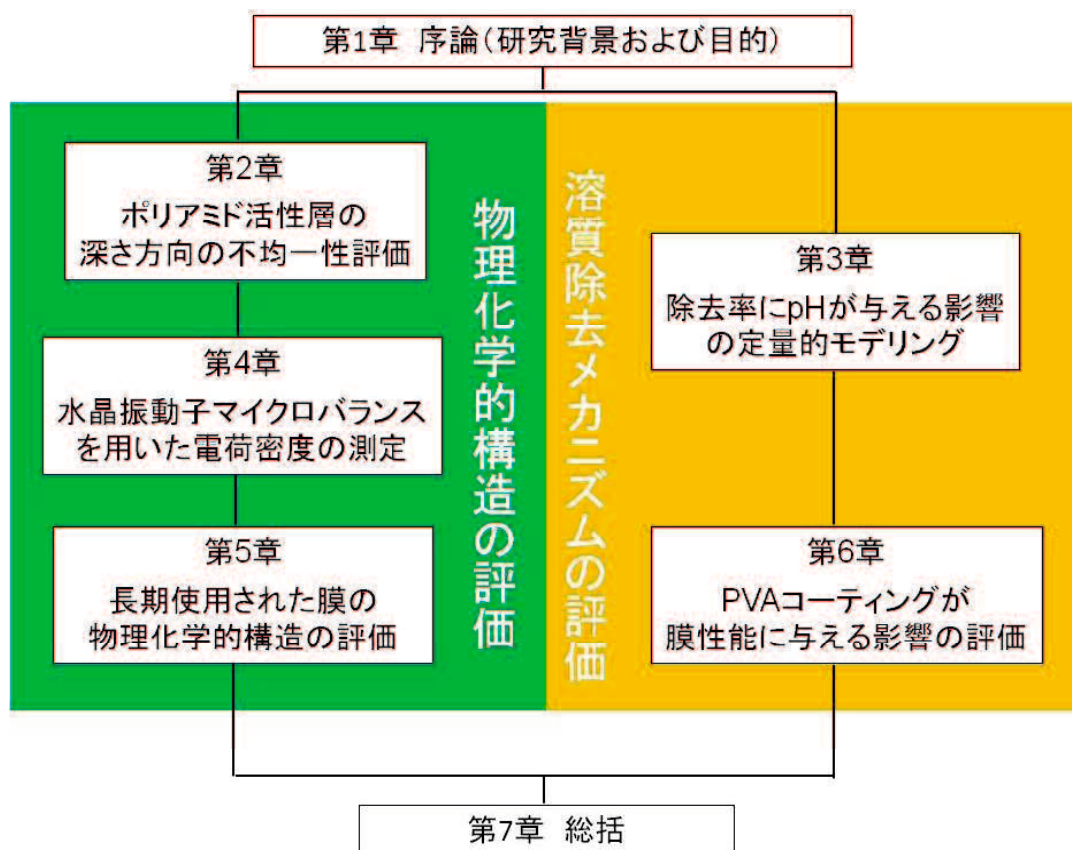 第1章 序論(研究背景および目的)
第2章
ポリアミド活性層の
深さ方向の不均一性評価
第4章
水晶振動子マイクロバランス
を用いた電荷密度の測定
第5章
長期使用された膜の
物理化学的構造の評価
物理化学的構造の評価
溶質除去メカニズムの評価
第3章
除去率にpHが与える影響
の定量的モデリング
第6章
PVAコーティングが
膜性能に与える影響の評価
第7章 総括